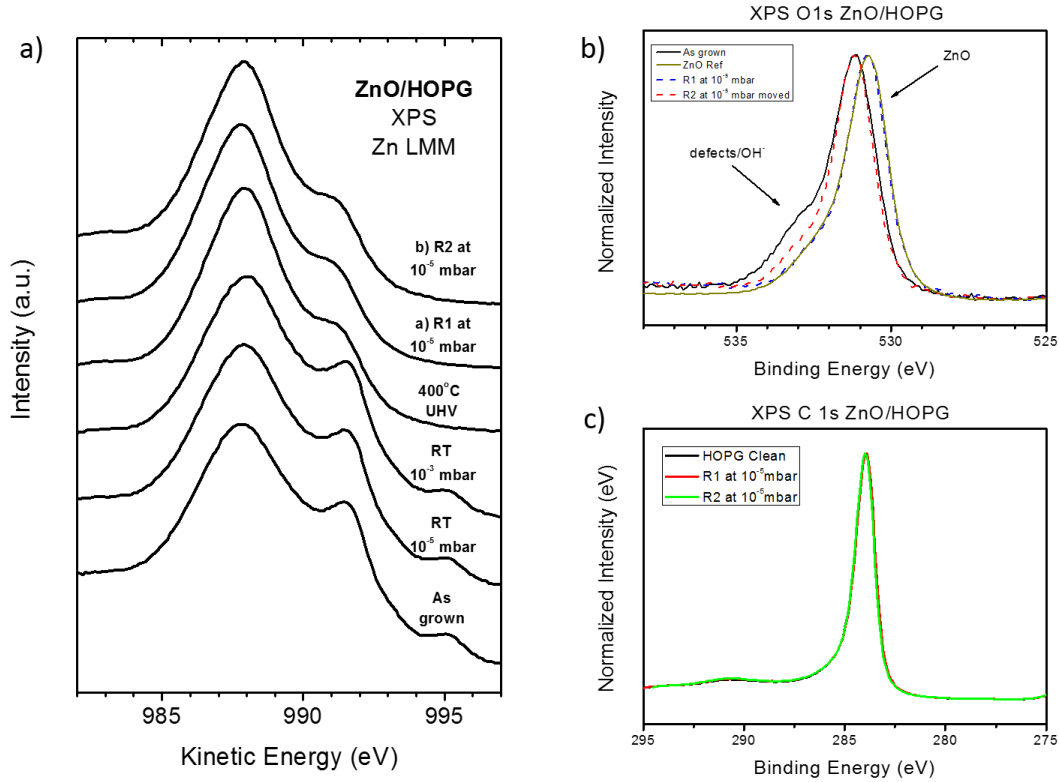 a)
ZnO/HOPG
XPS
Zn LMM
b) R2 at
10⁻⁵ mbar
a) R1 at
10⁻⁵ mbar
400°C
UHV
RT
10⁻³ mbar
RT
10⁻⁵ mbar
As
grown
Intensity (a.u.)
985 990 995
Kinetic Energy (eV)
b)
XPS O1s ZnO/HOPG
As grown
ZnO Ref
R1 at 10⁻⁵ mbar
R2 at 10⁻⁵ mbar moved
ZnO
defects/OH⁻
Normalized Intensity
535 530 525
Binding Energy (eV)
c)
XPS C 1s ZnO/HOPG
HOPG Clean
R1 at 10⁻⁵mbar
R2 at 10⁻⁵mbar
Normalized Intensity (eV)
295 290 285 280 275
Binding Energy (eV)